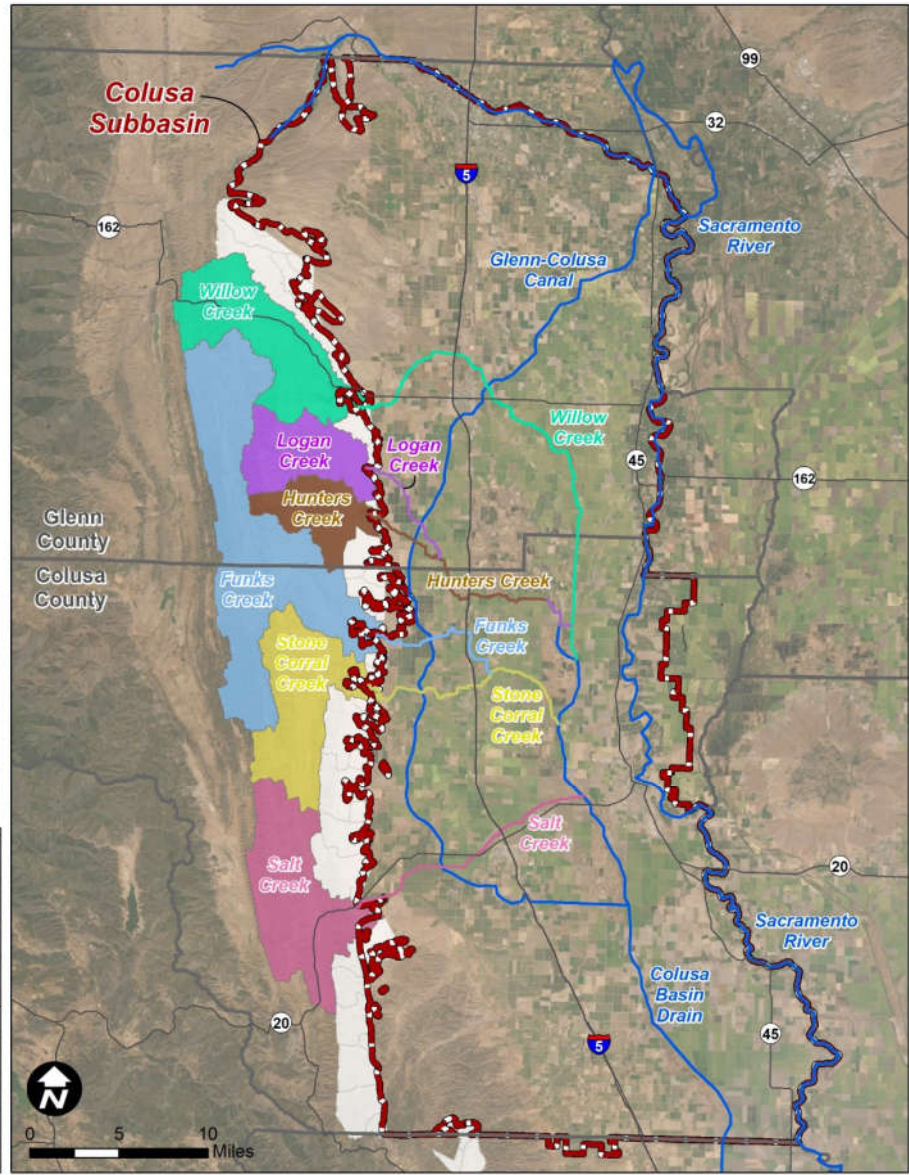 99
Colusa
Subbasin
32
5
162
Sacramento
River
Glenn-Colusa
Canal
Willow
Creek
Willow
Creek
Logan
Creek
Logan
Creek
45
162
Hunters
Creek
Glenn
County
Colusa
County
Funks
Creek
Hunters Creek
Funks
Creek
Stone
Corral
Creek
Stone
Corral
Creek
Salt
Creek
Salt
Creek
20
Sacramento
River
Colusa
Basin
Drain
20
45
5
N
0 5 10
Miles